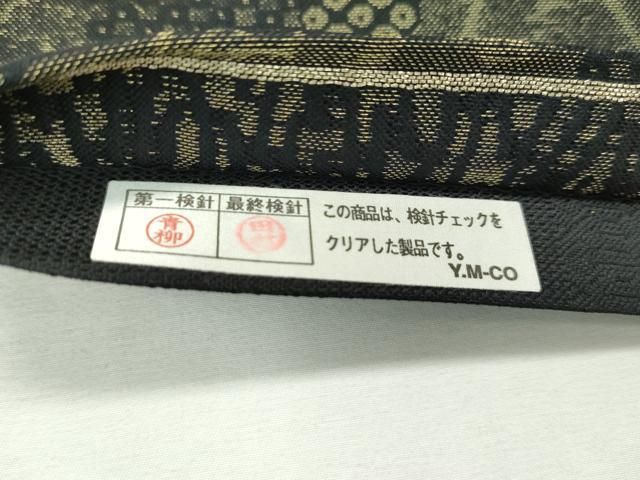 第一検針 最終検針
青柳
この商品は、検針チェックを
クリアした製品です。
Y.M-CO